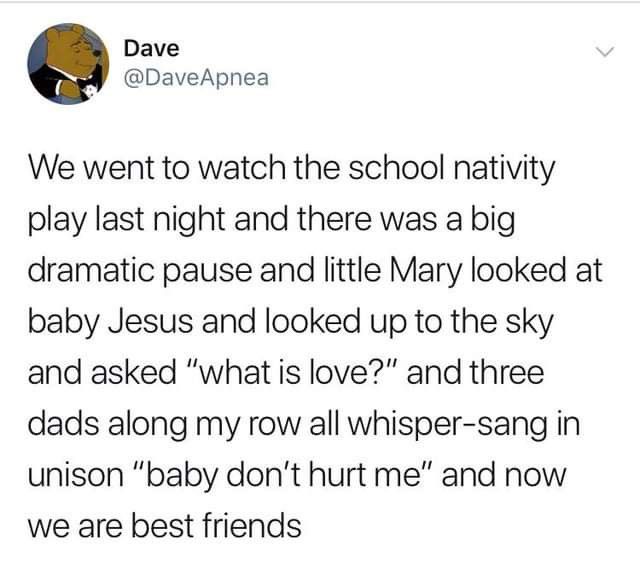 Dave
@DaveApnea
We went to watch the school nativity
play last night and there was a big
dramatic pause and little Mary looked at
baby Jesus and looked up to the sky
and asked "what is love?" and three
dads along my row all whisper-sang in
unison "baby don't hurt me" and now
we are best friends